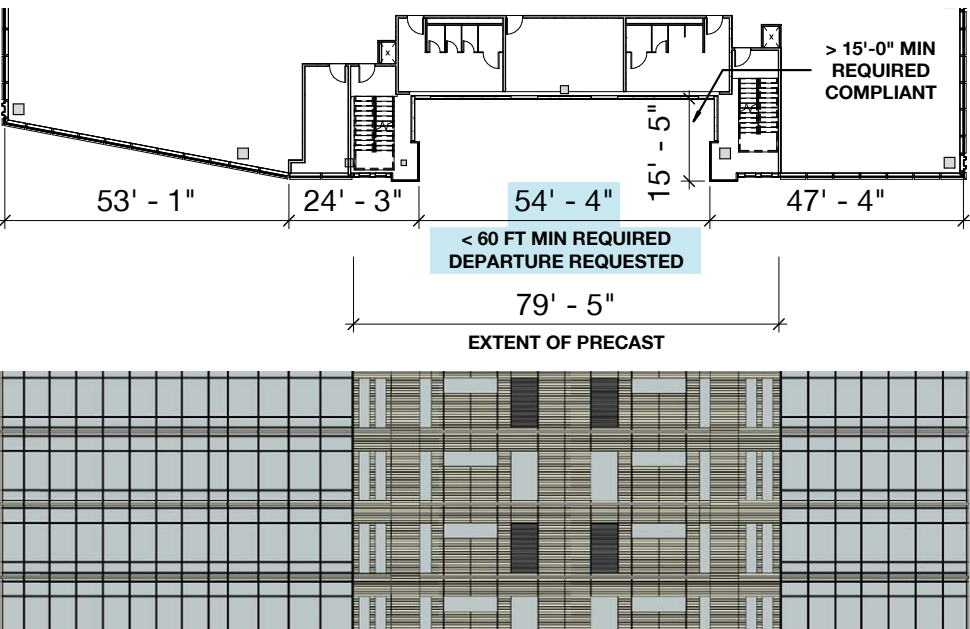 > 15'-0" MIN
REQUIRED
COMPLIANT
X
X
15' - 5"
53' - 1"
24' - 3"
54' - 4"
47' - 4"
< 60 FT MIN REQUIRED
DEPARTURE REQUESTED
79' - 5"
EXTENT OF PRECAST